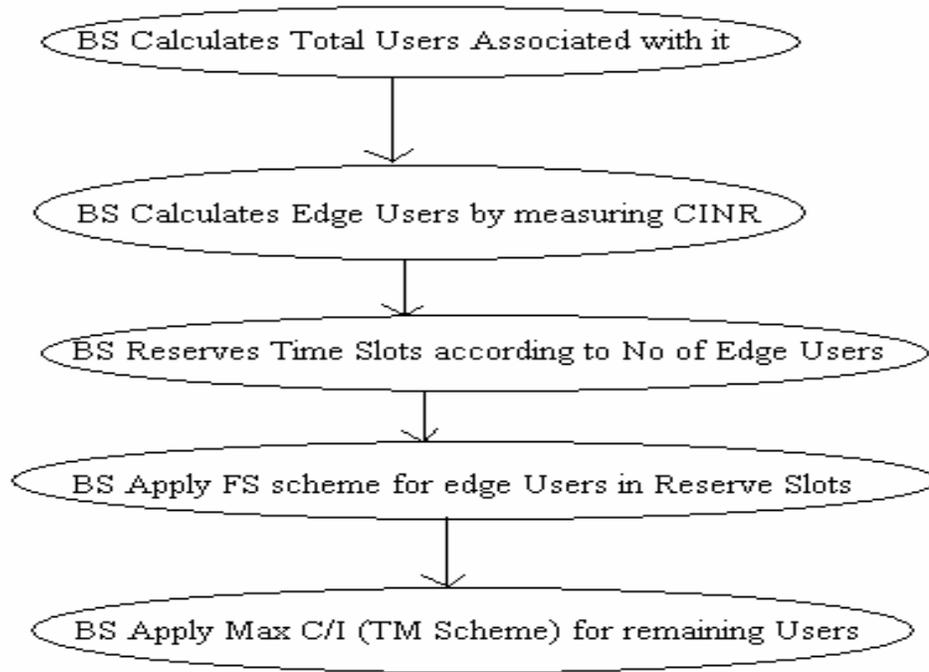 BS Calculates Total Users Associated with it
BS Calculates Edge Users by measuring CINR
BS Reserves Time Slots according to No of Edge Users
BS Apply FS scheme for edge Users in Reserve Slots
BS Apply Max C/I (TM Scheme) for remaining Users